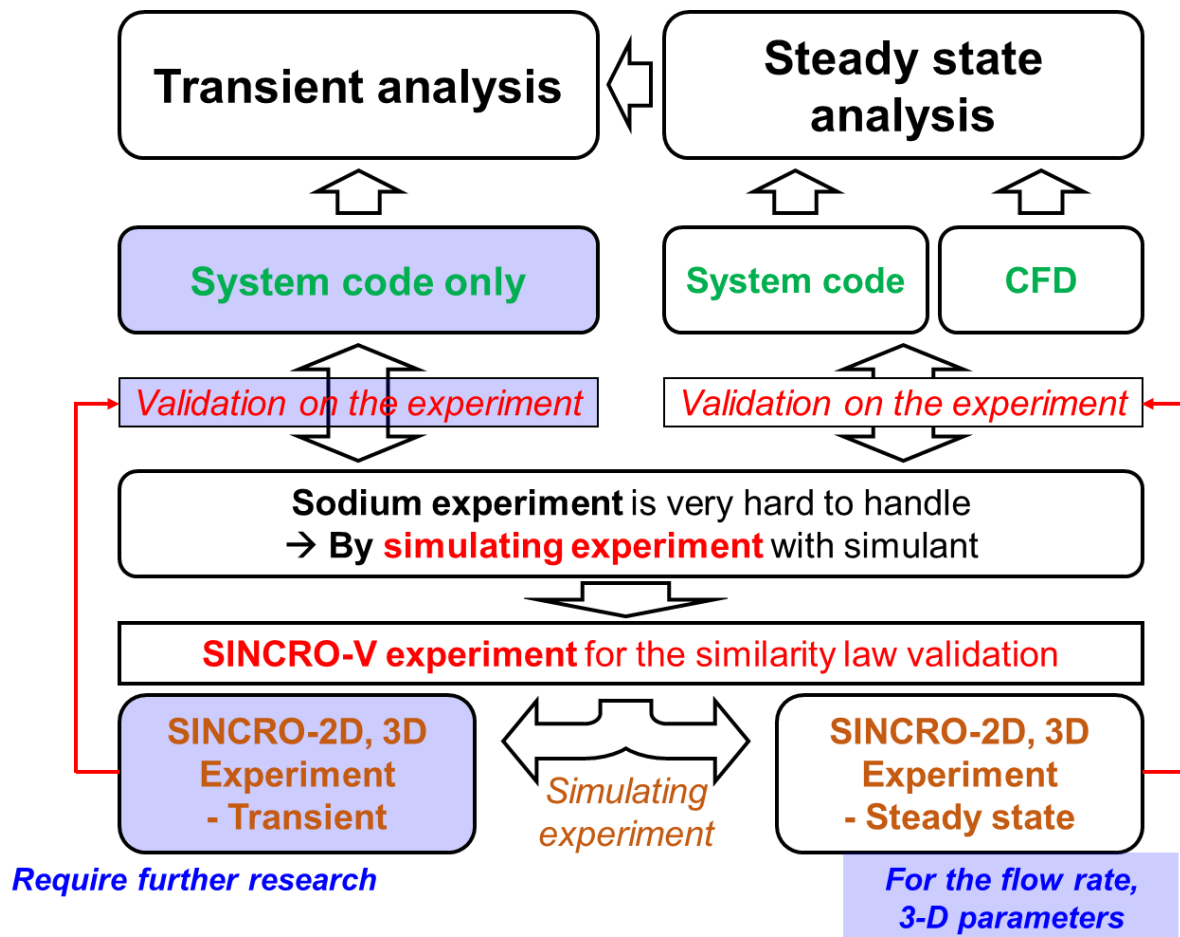 Transient analysis
Steady state
analysis
System code only
System code
CFD
Validation on the experiment
Validation on the experiment
Sodium experiment is very hard to handle
→ By simulating experiment with simulant
SINCRO-V experiment for the similarity law validation
SINCRO-2D, 3D
Experiment
- Transient
Simulating
experiment
SINCRO-2D, 3D
Experiment
- Steady state
Require further research
For the flow rate,
3-D parameters